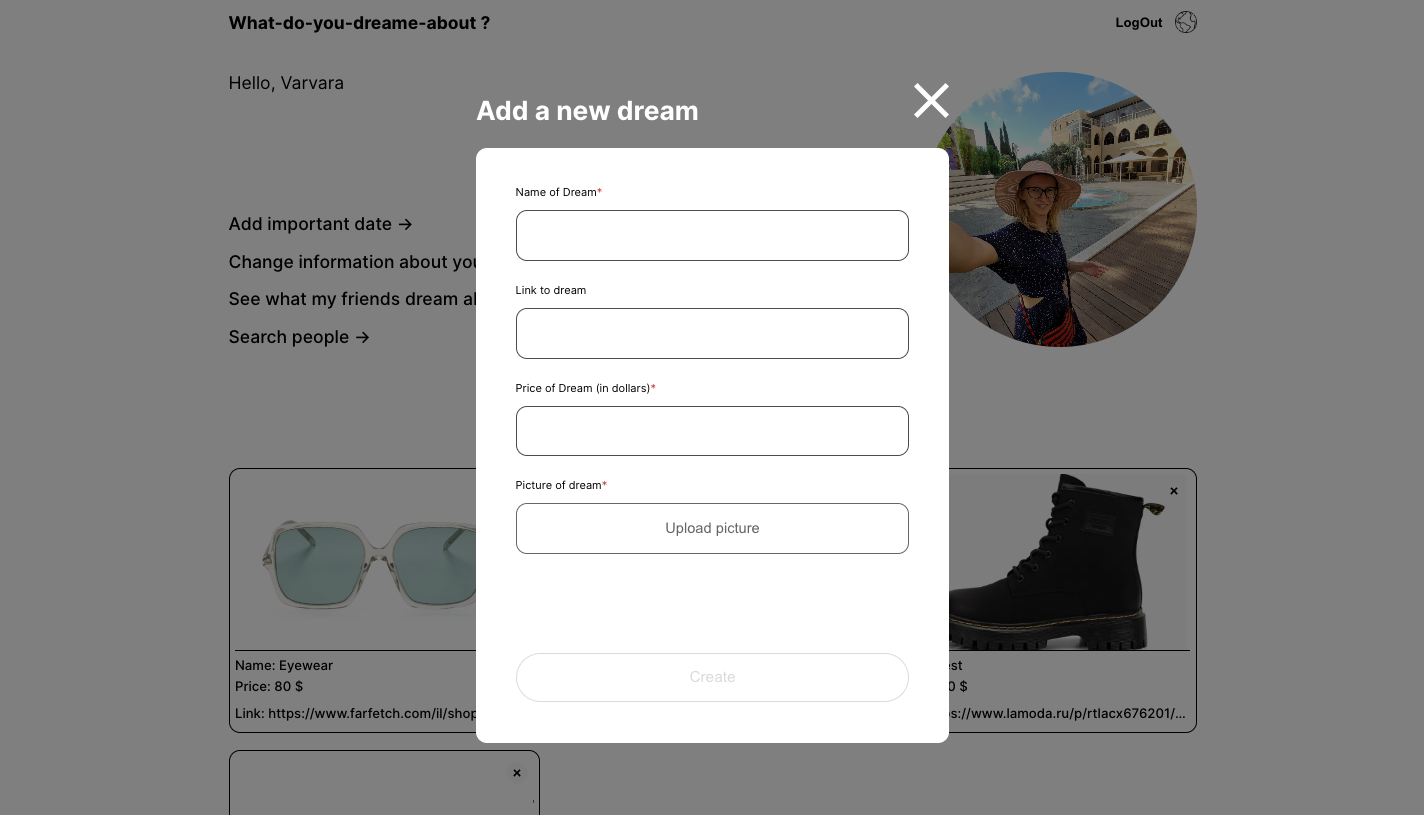 What-do-you-dreame-about ?
LogOut
Hello, Varvara
Add a new dream
Add important date →
Change information about you
See what my friends dream
Search people →
Name of Dream*
Link to dream
Price of Dream (in dollars)*
Picture of dream*
Upload picture
Create
Name: Eyewear
Price: 80 $
Link: https://www.farfetch.com/il/shop
est
0 $
s://www.lamoda.ru/p/rtlacx676201/...